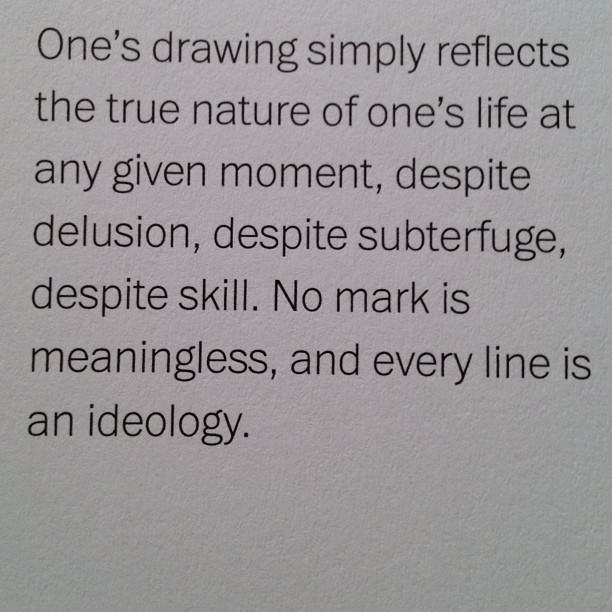 One’s drawing simply reflects
the true nature of one’s life at
any given moment, despite
delusion, despite subterfuge,
despite skill. No mark is
meaningless, and every line is
an ideology.